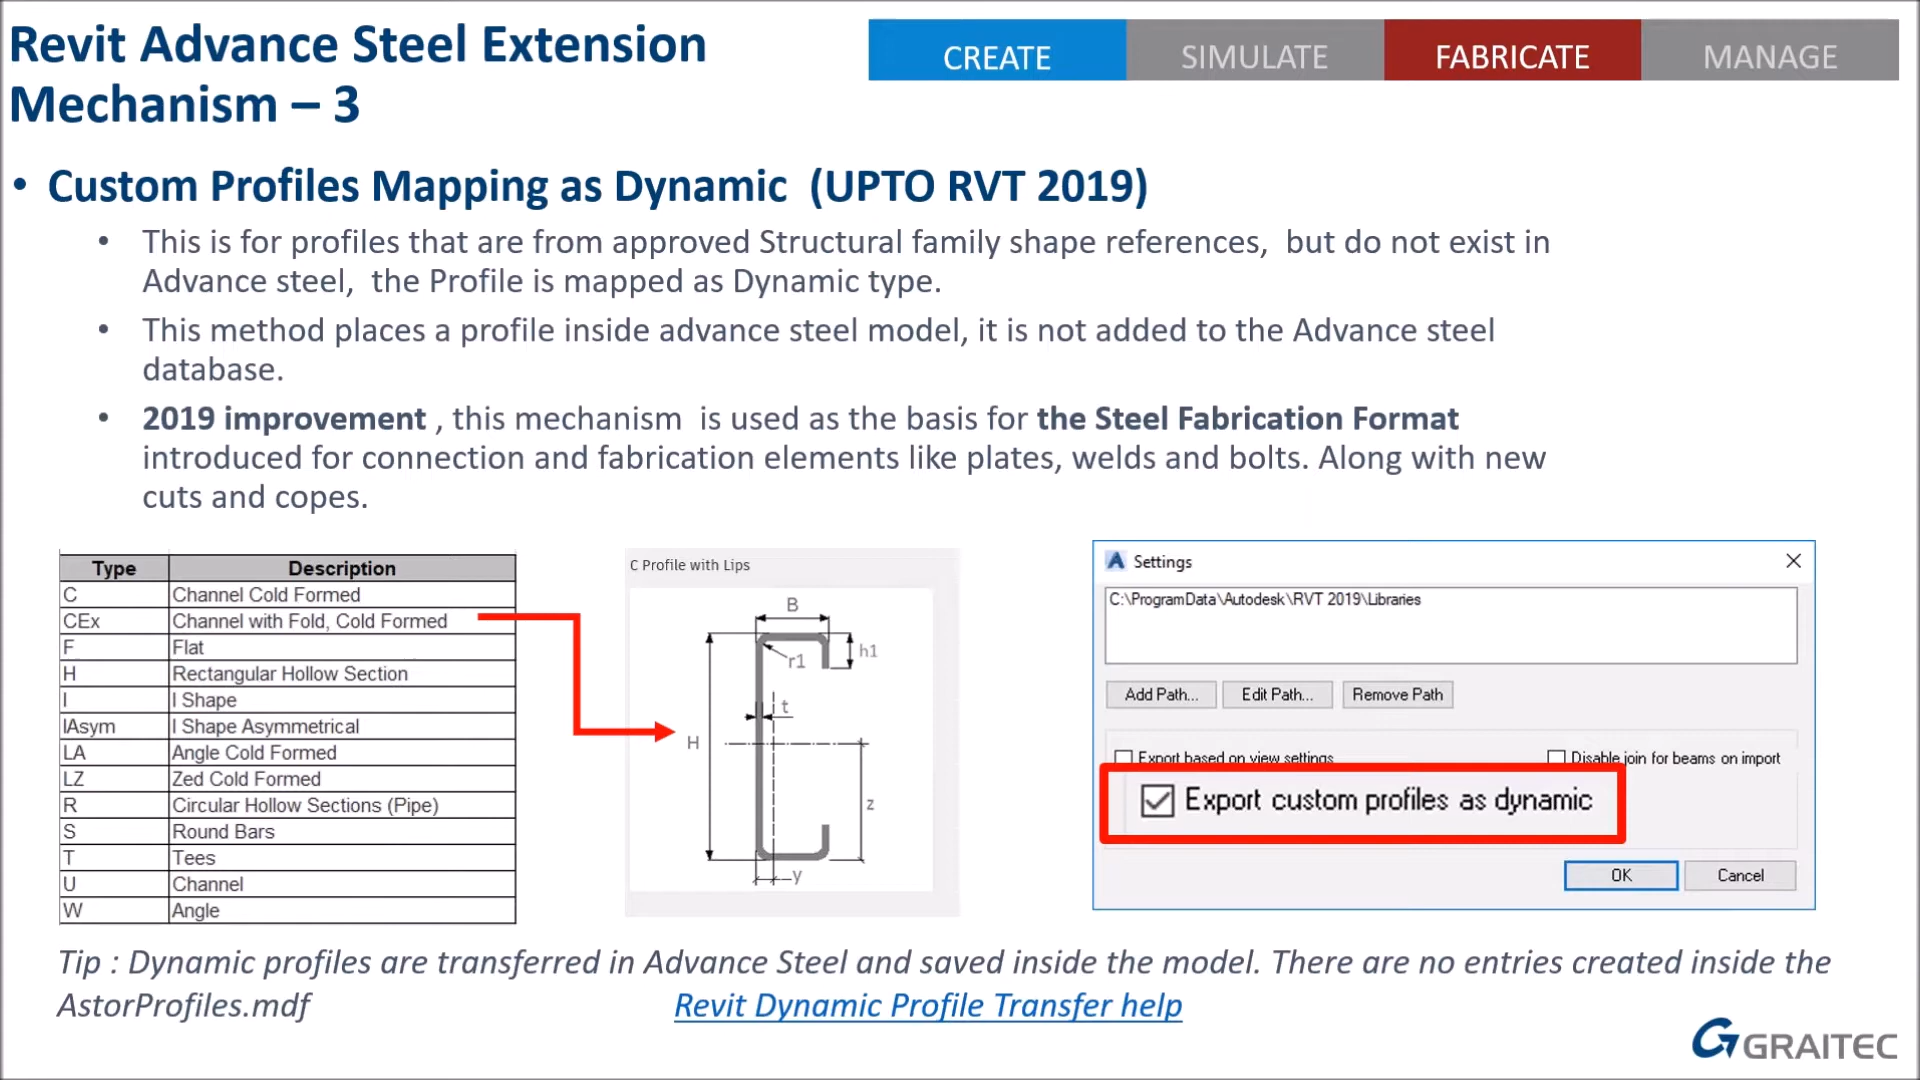 Revit Advance Steel Extension
Mechanism – 3
CREATE
SIMULATE
FABRICATE
MANAGE
• Custom Profiles Mapping as Dynamic (UPTO RVT 2019)
• This is for profiles that are from approved Structural family shape references, but do not exist in
Advance steel, the Profile is mapped as Dynamic type.
• This method places a profile inside advance steel model, it is not added to the Advance steel
database.
• 2019 improvement , this mechanism is used as the basis for the Steel Fabrication Format
introduced for connection and fabrication elements like plates, welds and bolts. Along with new
cuts and copes.
Type Description
C Channel Cold Formed
CEx Channel with Fold, Cold Formed
F Flat
H Rectangular Hollow Section
I I Shape
IAsym I Shape Asymmetrical
LA Angle Cold Formed
LZ Zed Cold Formed
R Circular Hollow Sections (Pipe)
S Round Bars
T Tees
U Channel
W Angle
C Profile with Lips
B
h1
r1
t
H
z
y
Settings
C:\ProgramData\Autodesk\RVT 2019\Libraries
Add Path...
Edit Path...
Remove Path
Export based on view settings
Disable join for beams on import
Export custom profiles as dynamic
OK
Cancel
Tip : Dynamic profiles are transferred in Advance Steel and saved inside the model. There are no entries created inside the
AstorProfiles.mdf
Revit Dynamic Profile Transfer help
GRAITEC